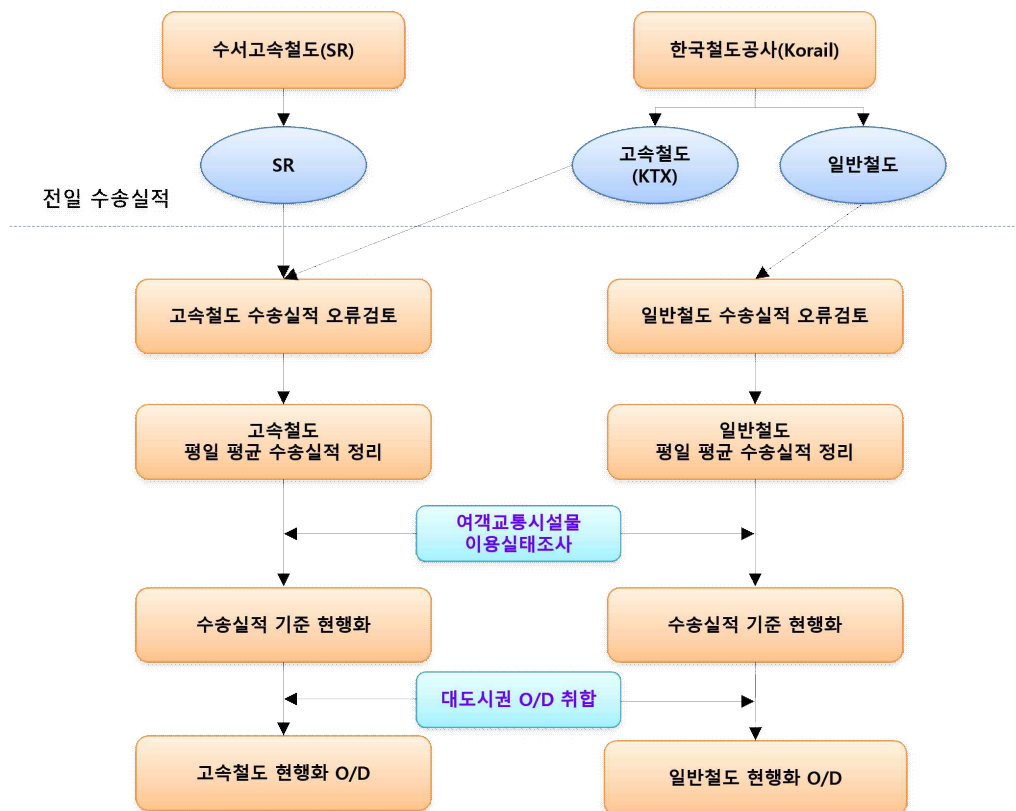 수서고속철도(SR)
한국철도공사(Korail)
SR
고속철도
(KTX)
일반철도
전일 수송실적
고속철도 수송실적 오류검토
일반철도 수송실적 오류검토
고속철도
평일 평균 수송실적 정리
일반철도
평일 평균 수송실적 정리
여객교통시설물
이용실태조사
수송실적 기준 현행화
수송실적 기준 현행화
대도시권 O/D 취합
고속철도 현행화 O/D
일반철도 현행화 O/D